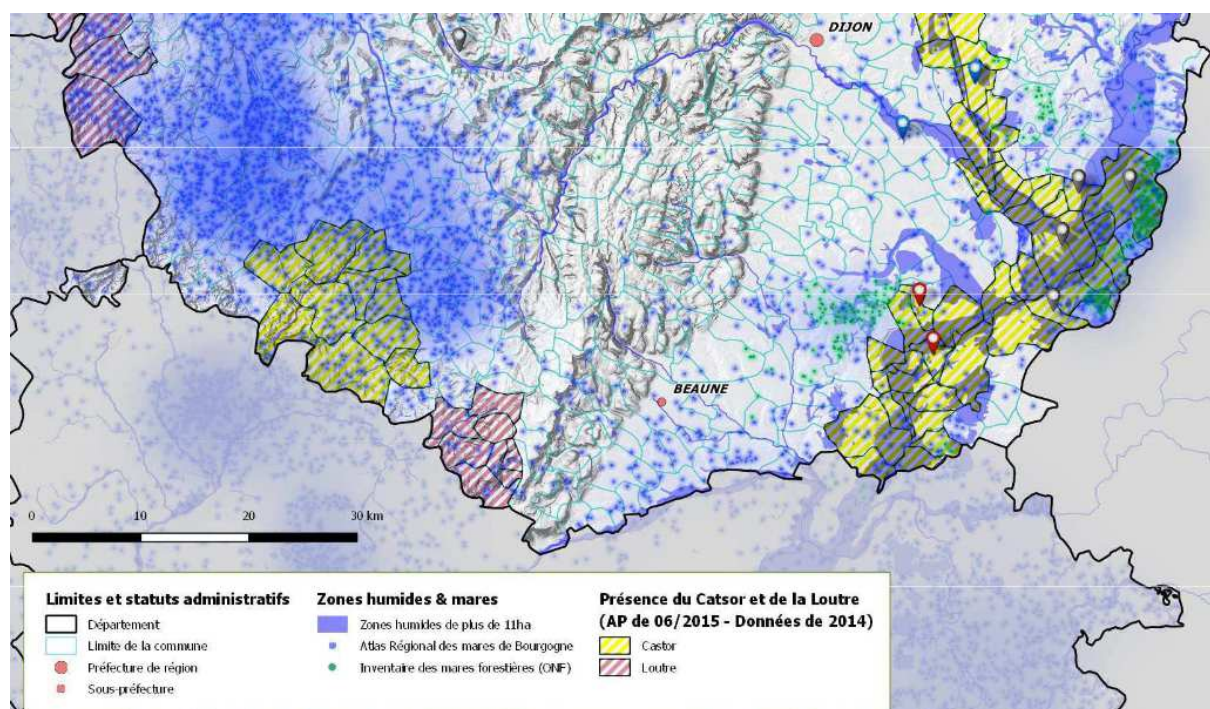 DIJON
BEAUNE
0 10 20 30 km
Limites et statuts administratifs
Département
Limite de la commune
Préfecture de région
Sous-préfecture
Zones humides & mares
Zones humides de plus de 11ha
Atlas Régional des mares de Bourgogne
Inventaire des mares forestières (ONF)
Présence du Catsor et de la Loutre
(AP de 06/2015 - Données de 2014)
Castor
Loutre